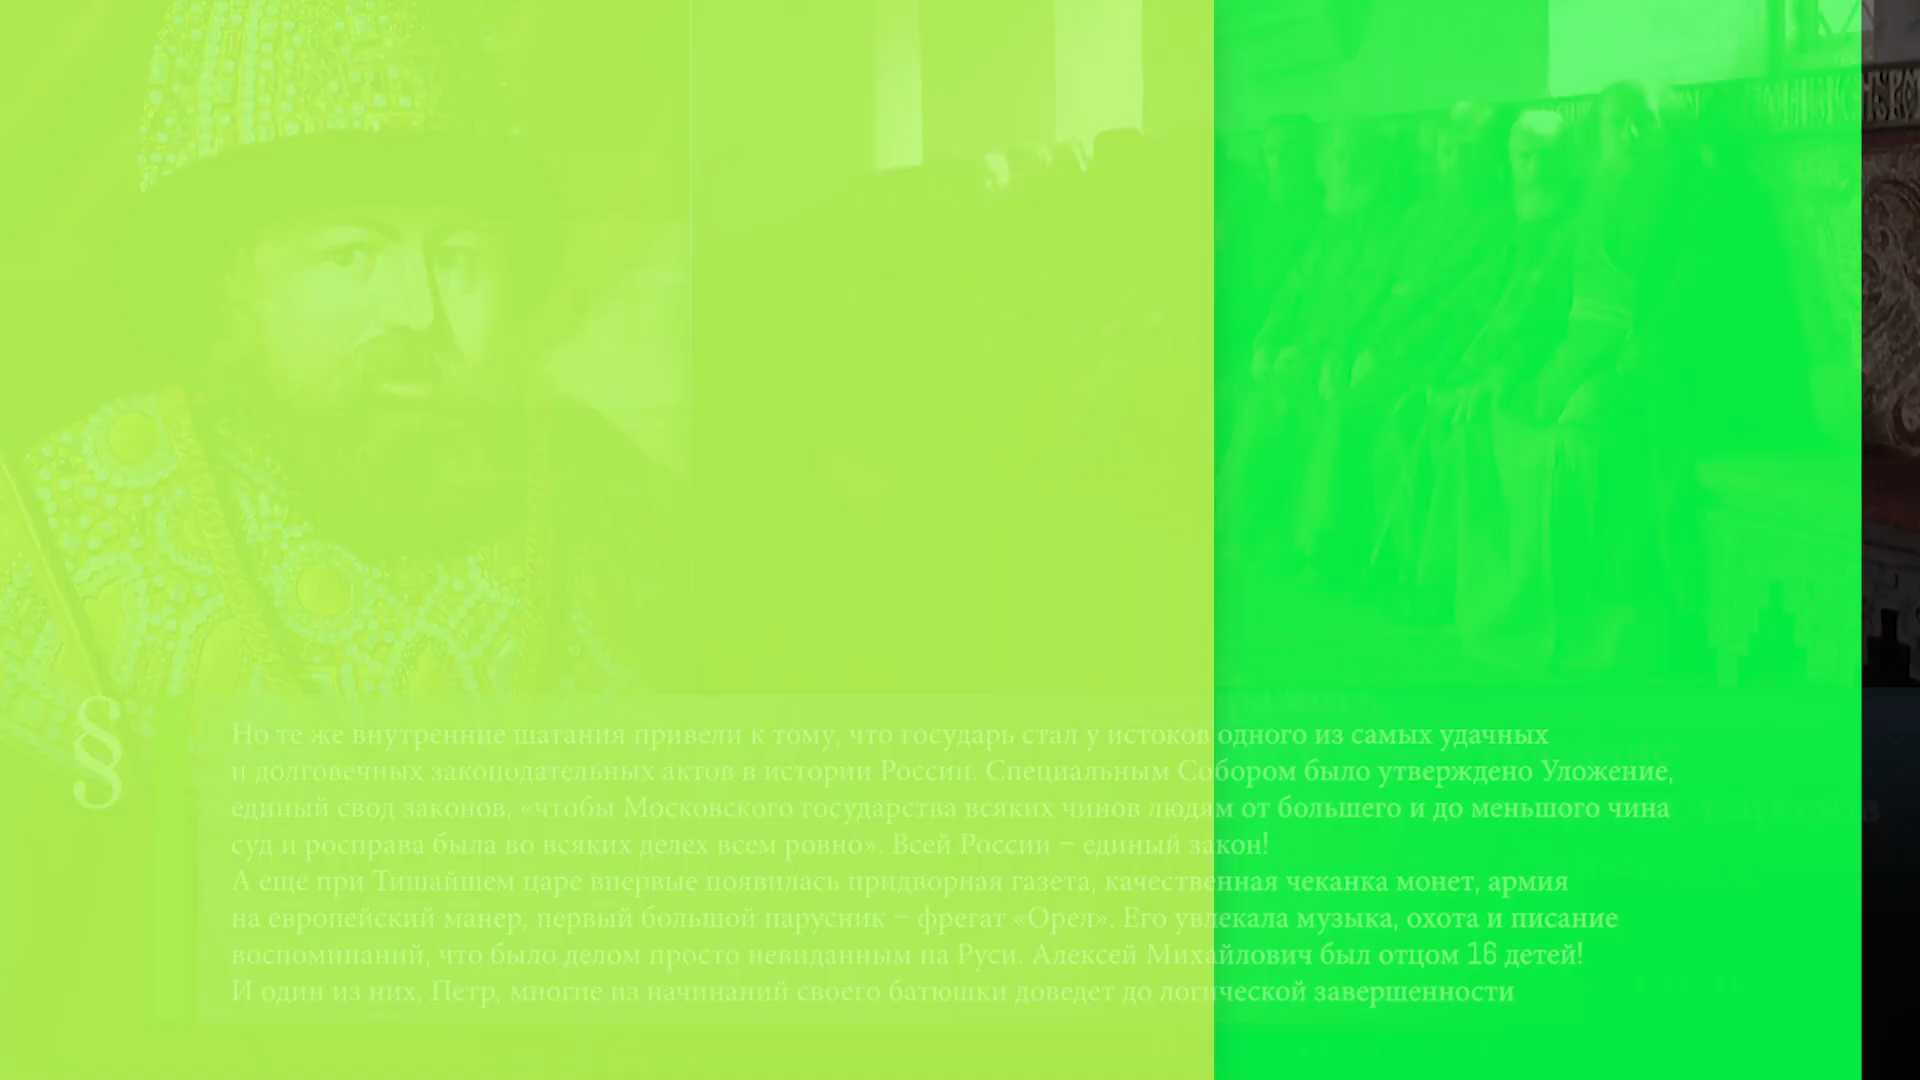 §
Но те же внутренние шатания привели к тому, что государь стал у истоков одного из самых удачных
и долговечных законодательных актов в истории России. Специальным Собором было утверждено Уложение,
единый свод законов, «чтобы Московского государства всяких чинов людям от большего и до меньшого чина
суд и росправа была во всяких делех всем ровно». Всей России – единый закон!
А еще при Тишайшем царе впервые появилась придворная газета, качественная чеканка монет, армия
на европейский манер, первый большой парусник – фрегат «Орел». Его увлекала музыка, охота и писание
воспоминаний, что было делом просто невиданным на Руси. Алексей Михайлович был отцом 16 детей!
И один из них, Петр, многие из начинаний своего батюшки доведет до логической завершенности